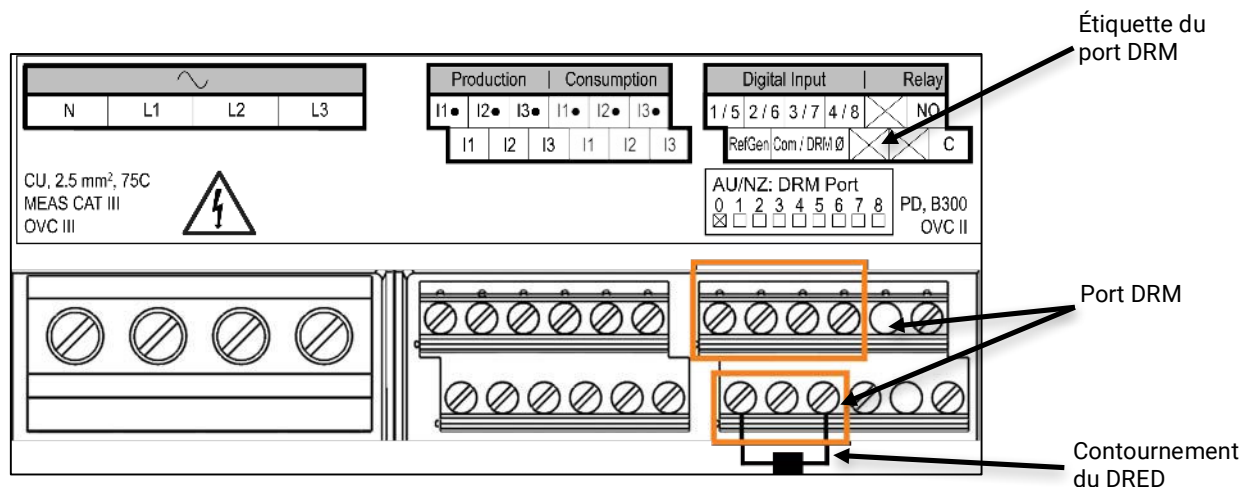 Étiquette du
port DRM
Production | Consumption
Digital Input | Relay
N L1 L2 L3
I1● I2● I3● I1● I2● I3●
1 / 5 2 / 6 3 / 7 4 / 8 NO
I1 I2 I3 I1 I2 I3
RefGen Com / DRM Ø C
CU, 2.5 mm², 75C
MEAS CAT III
OVC III
AU/NZ: DRM Port
0 1 2 3 4 5 6 7 8
PD, B300
OVC II
Port DRM
Contournement
du DRED